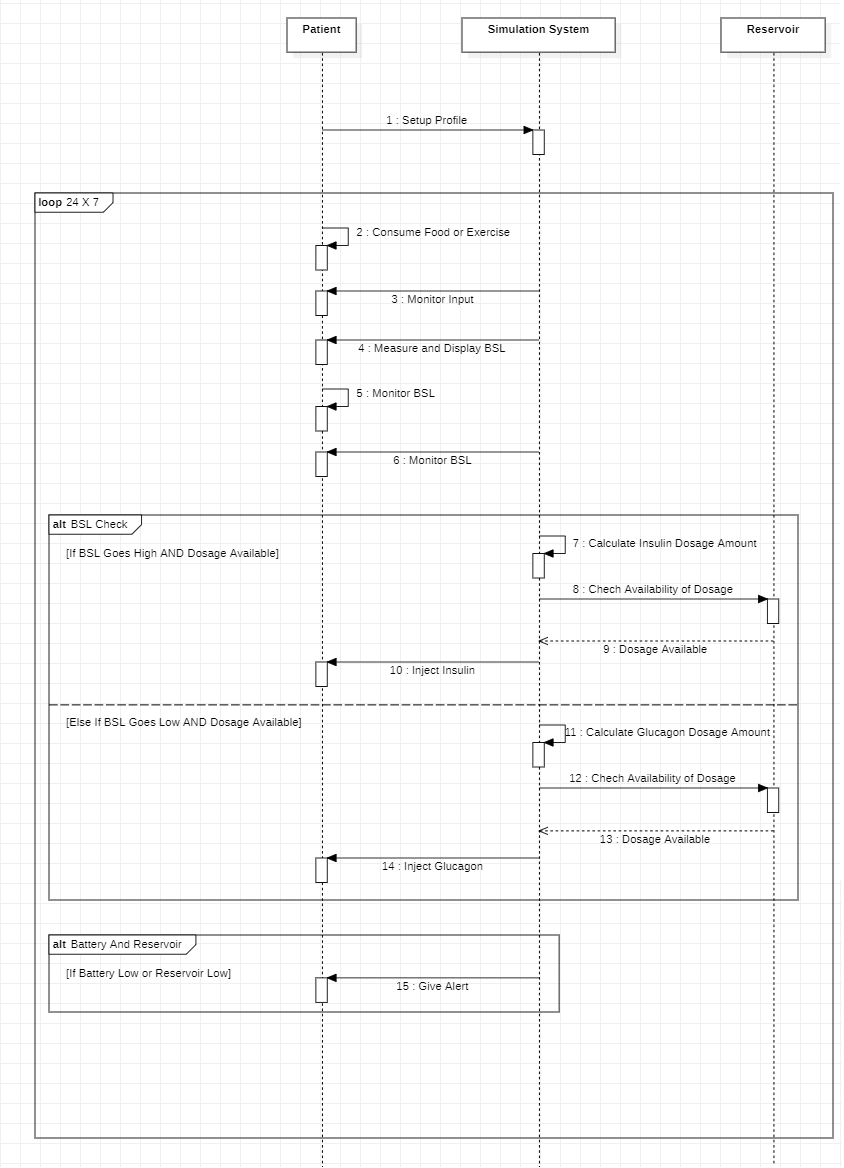 Patient
Simulation System
Reservoir
1 : Setup Profile
loop 24 X 7
2 : Consume Food or Exercise
3 : Monitor Input
4 : Measure and Display BSL
5 : Monitor BSL
6 : Monitor BSL
alt BSL Check
7 : Calculate Insulin Dosage Amount
[If BSL Goes High AND Dosage Available]
8 : Chech Availability of Dosage
9 : Dosage Available
10 : Inject Insulin
[Else If BSL Goes Low AND Dosage Available]
11 : Calculate Glucagon Dosage Amount
12 : Chech Availability of Dosage
13 : Dosage Available
14 : Inject Glucagon
alt Battery And Reservoir
[If Battery Low or Reservoir Low]
15 : Give Alert